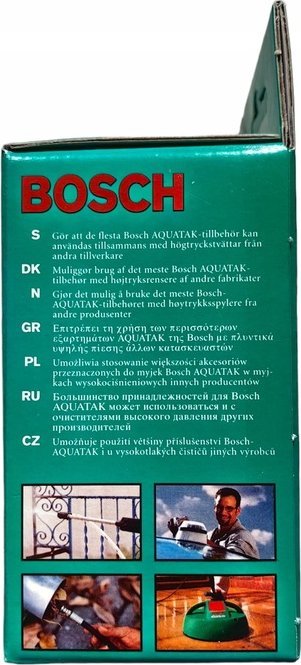 BOSCH
S Gör att de flesta Bosch AQUATAK-tillbehör kan
användas tillsammans med högtryckstvättar från
andra tillverkare
DK Muliggør brug af det meste Bosch AQUATAK-
tilbehør med højtryksrensere af andre fabrikater
N Gjør det mulig å bruke det meste Bosch-
AQUATAK-tilbehøret med høytrykksspylere fra
andre produsenter
GR Επιτρέπει τη χρήση των περισσότερων
εξαρτημάτων AQUATAK της Bosch με πλυντικά
υψηλής πίεσης άλλων κατασκευαστών
PL Umożliwia stosowanie większości akcesoriów
przeznaczonych do myjek Bosch AQUATAK w myj-
kach wysokociśnieniowych innych producentów
RU Большинство принадлежностей для Bosch
AQUATAK может использоваться и с
очистителями высокого давления других
производителей
CZ Umožňuje použití většiny příslušenství Bosch-
AQUATAK i u vysokotlakých čističů jiných výrobců